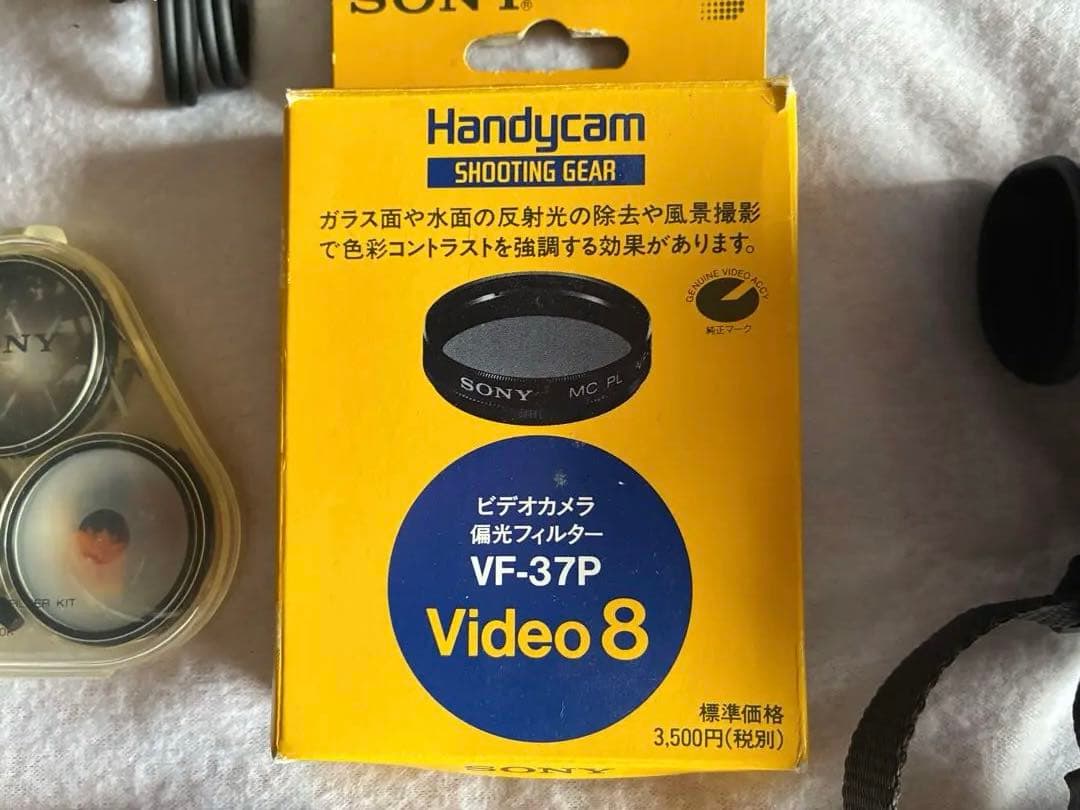 SONY®
Handycam
SHOOTING GEAR
ガラス面や水面の反射光の除去や風景撮影
で色彩コントラストを強調する効果があります。
GENUINE VIDEO ACCY
純正マーク
SONY MC PL
ビデオカメラ
偏光フィルター
VF-37P
Video 8
標準価格
3,500円(税別)
SONY
NY
ER KIT